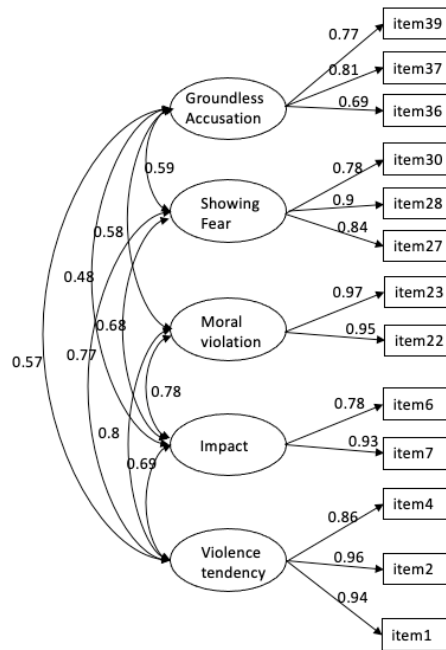 item39
0.77
item37
0.81
Groundless
Accusation
0.69
item36
item30
0.59
0.78
Showing
Fear
0.9
item28
0.58
0.84
item27
0.48
0.97
item23
0.68
Moral
violation
0.95
item22
0.57
0.77
0.78
0.78
item6
0.8
Impact
0.93
item7
0.69
0.86
item4
Violence
tendency
0.96
item2
0.94
item1